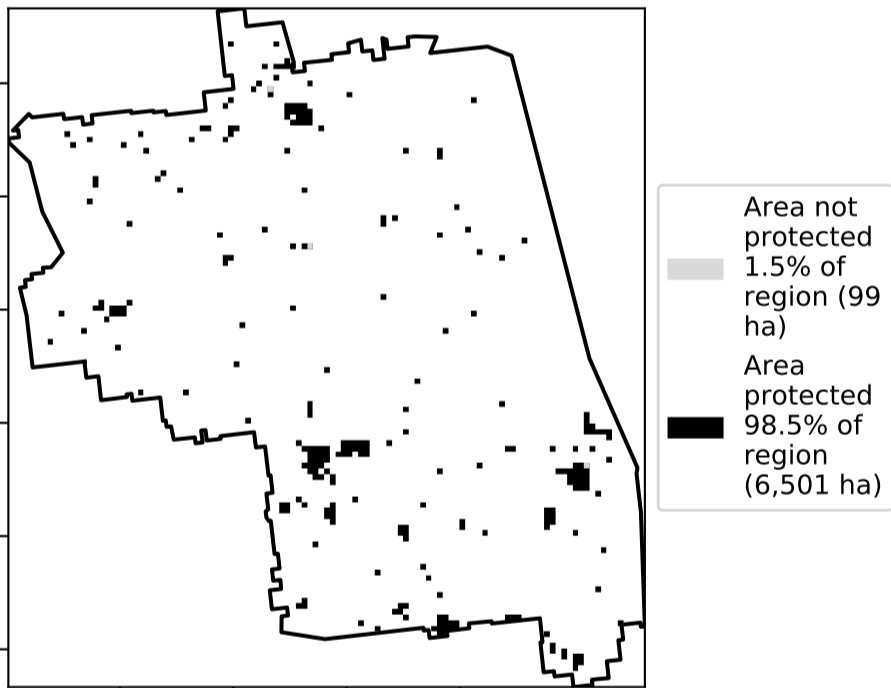 Area not
protected
1.5% of
region (99
ha)
Area
protected
98.5% of
region
(6,501 ha)